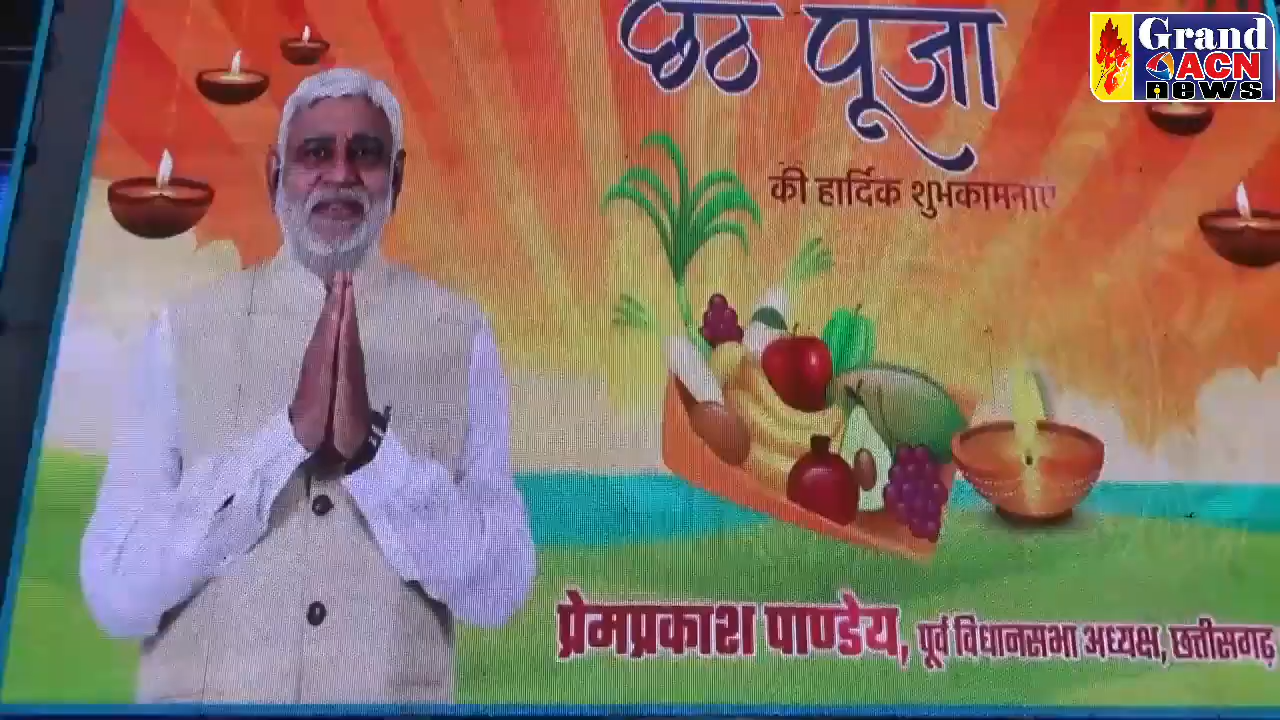 Grand
ACN
news
छठ पूजा
की हार्दिक शुभकामनाएं
प्रेमप्रकाश पाण्डेय, पूर्व विधानसभा अध्यक्ष, छत्तीसगढ़